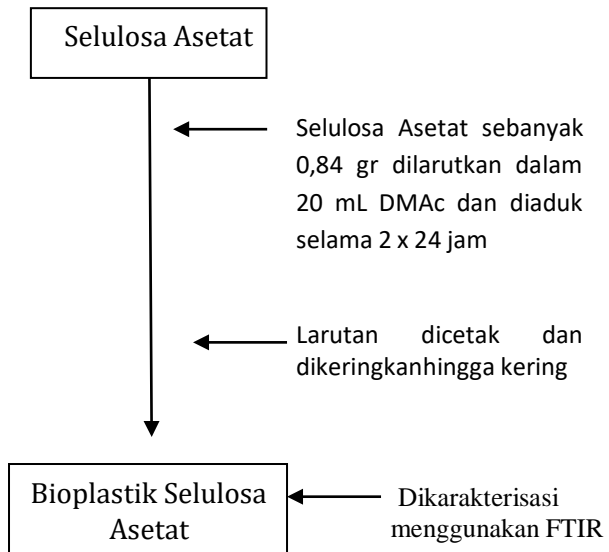 Selulosa Asetat
Selulosa Asetat sebanyak
0,84 gr dilarutkan dalam
20 mL DMAc dan diaduk
selama 2 x 24 jam
Larutan dicetak dan
dikeringkanhingga kering
Bioplastik Selulosa
Asetat
Dikarakterisasi
menggunakan FTIR